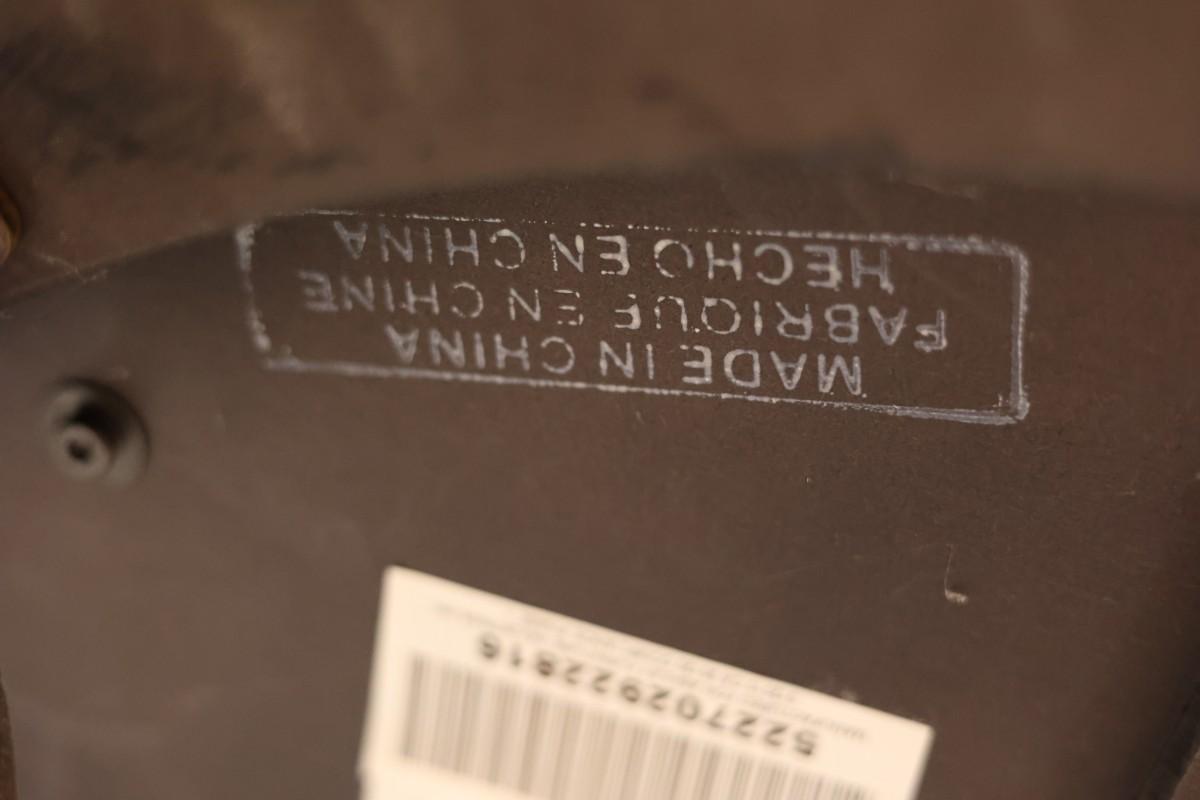 522702922816
MADE IN CHINA
FABRIQUE EN CHINE
HECHO EN CHINA